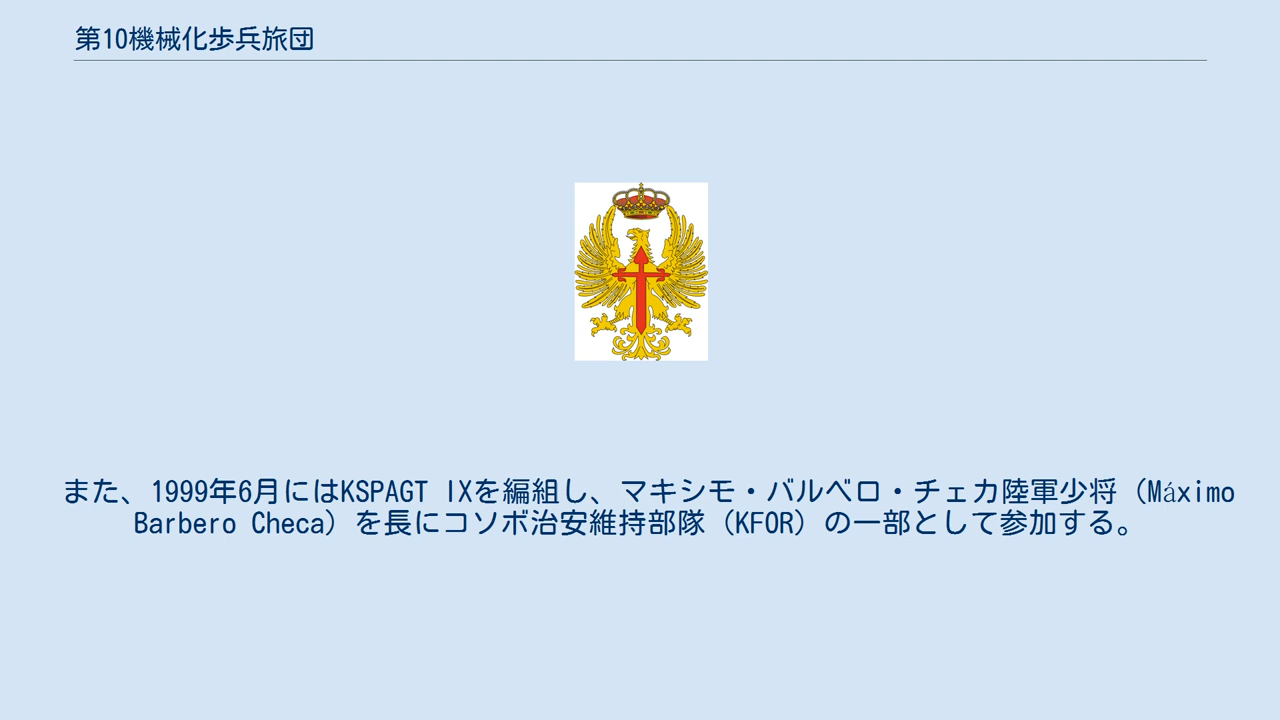 第10機械化歩兵旅団
また、1999年6月にはKSPAGT IXを編組し、マキシモ・バルベロ・チェカ陸軍少将（Máximo
Barbero Checa）を長にコソボ治安維持部隊（KFOR）の一部として参加する。